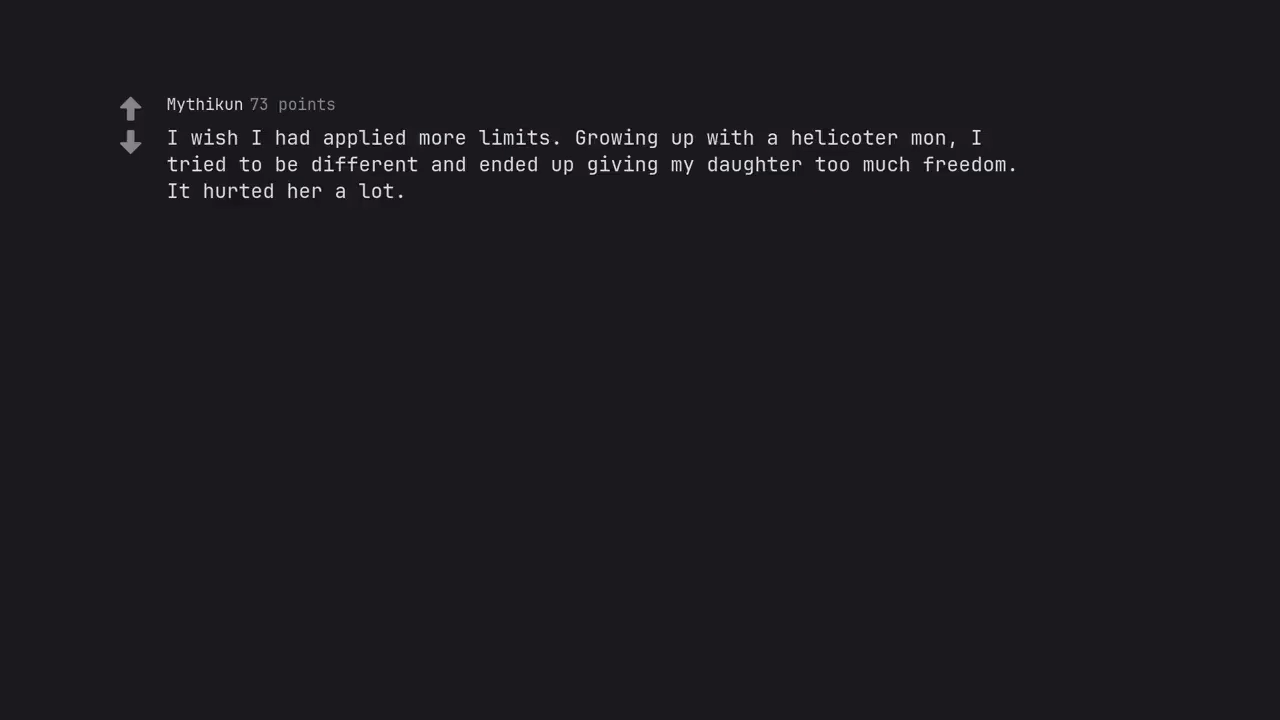 Mythikun 73 points
I wish I had applied more limits. Growing up with a helicoter mon, I
tried to be different and ended up giving my daughter too much freedom.
It hurted her a lot.